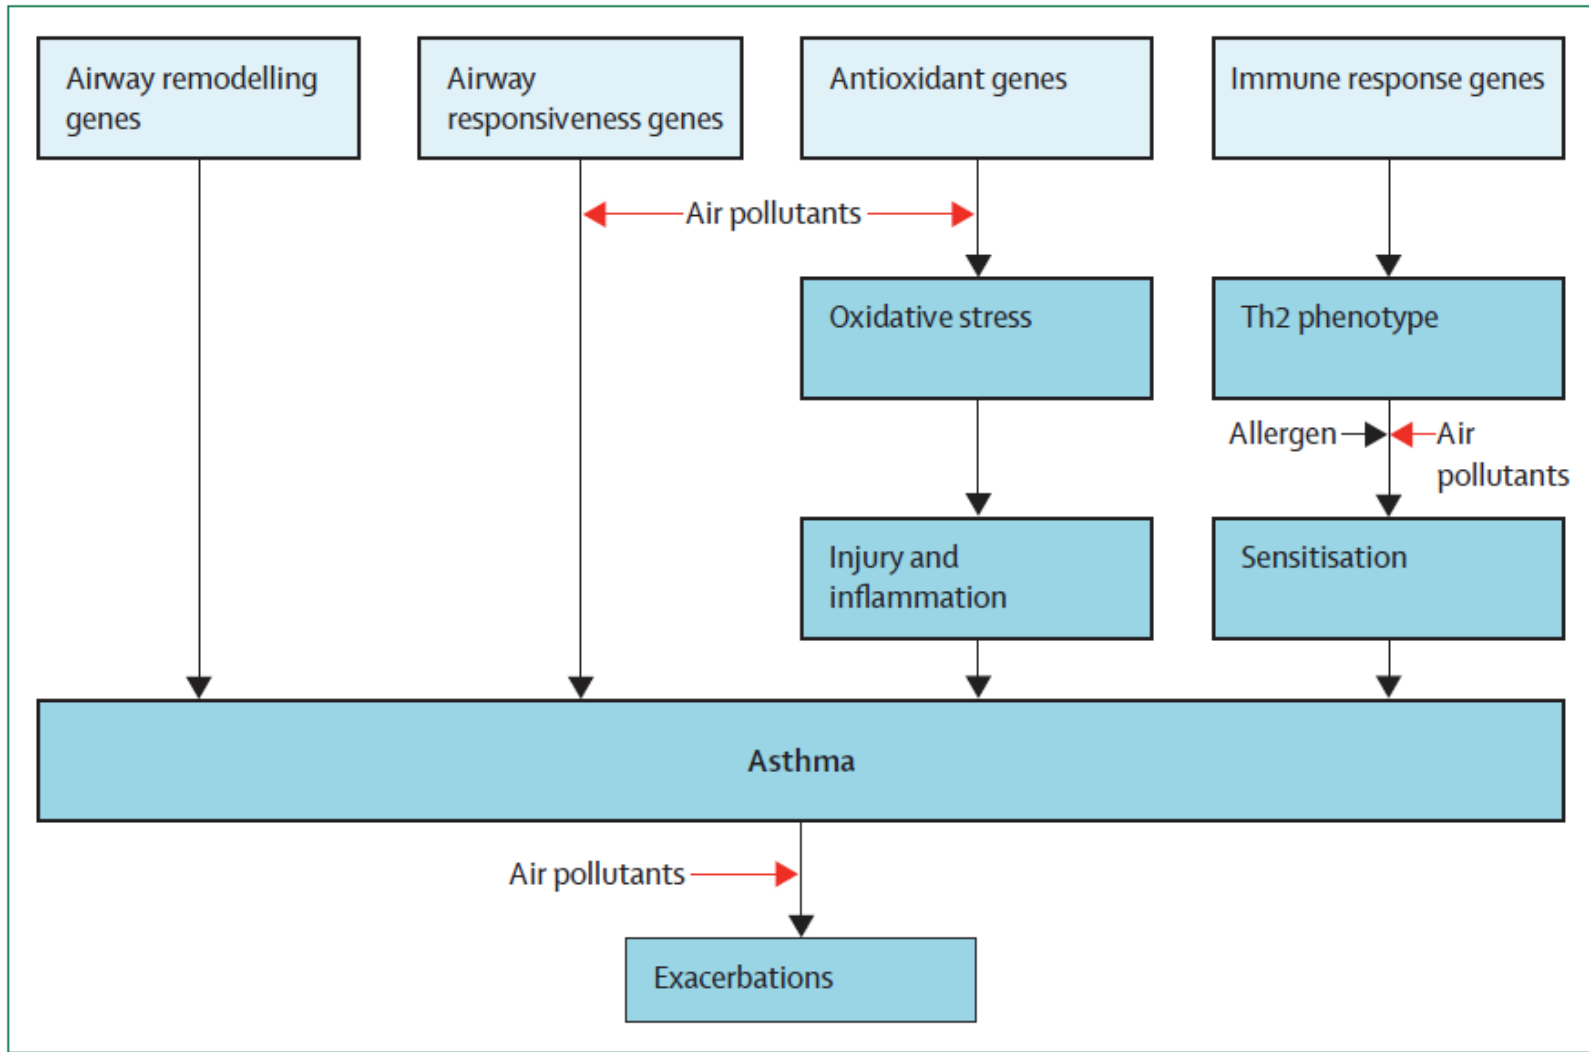 Airway remodelling
genes
Airway
responsiveness genes
Antioxidant genes
Immune response genes
Air pollutants
Oxidative stress
Th2 phenotype
Allergen
Air
pollutants
Injury and
inflammation
Sensitisation
Asthma
Air pollutants
Exacerbations